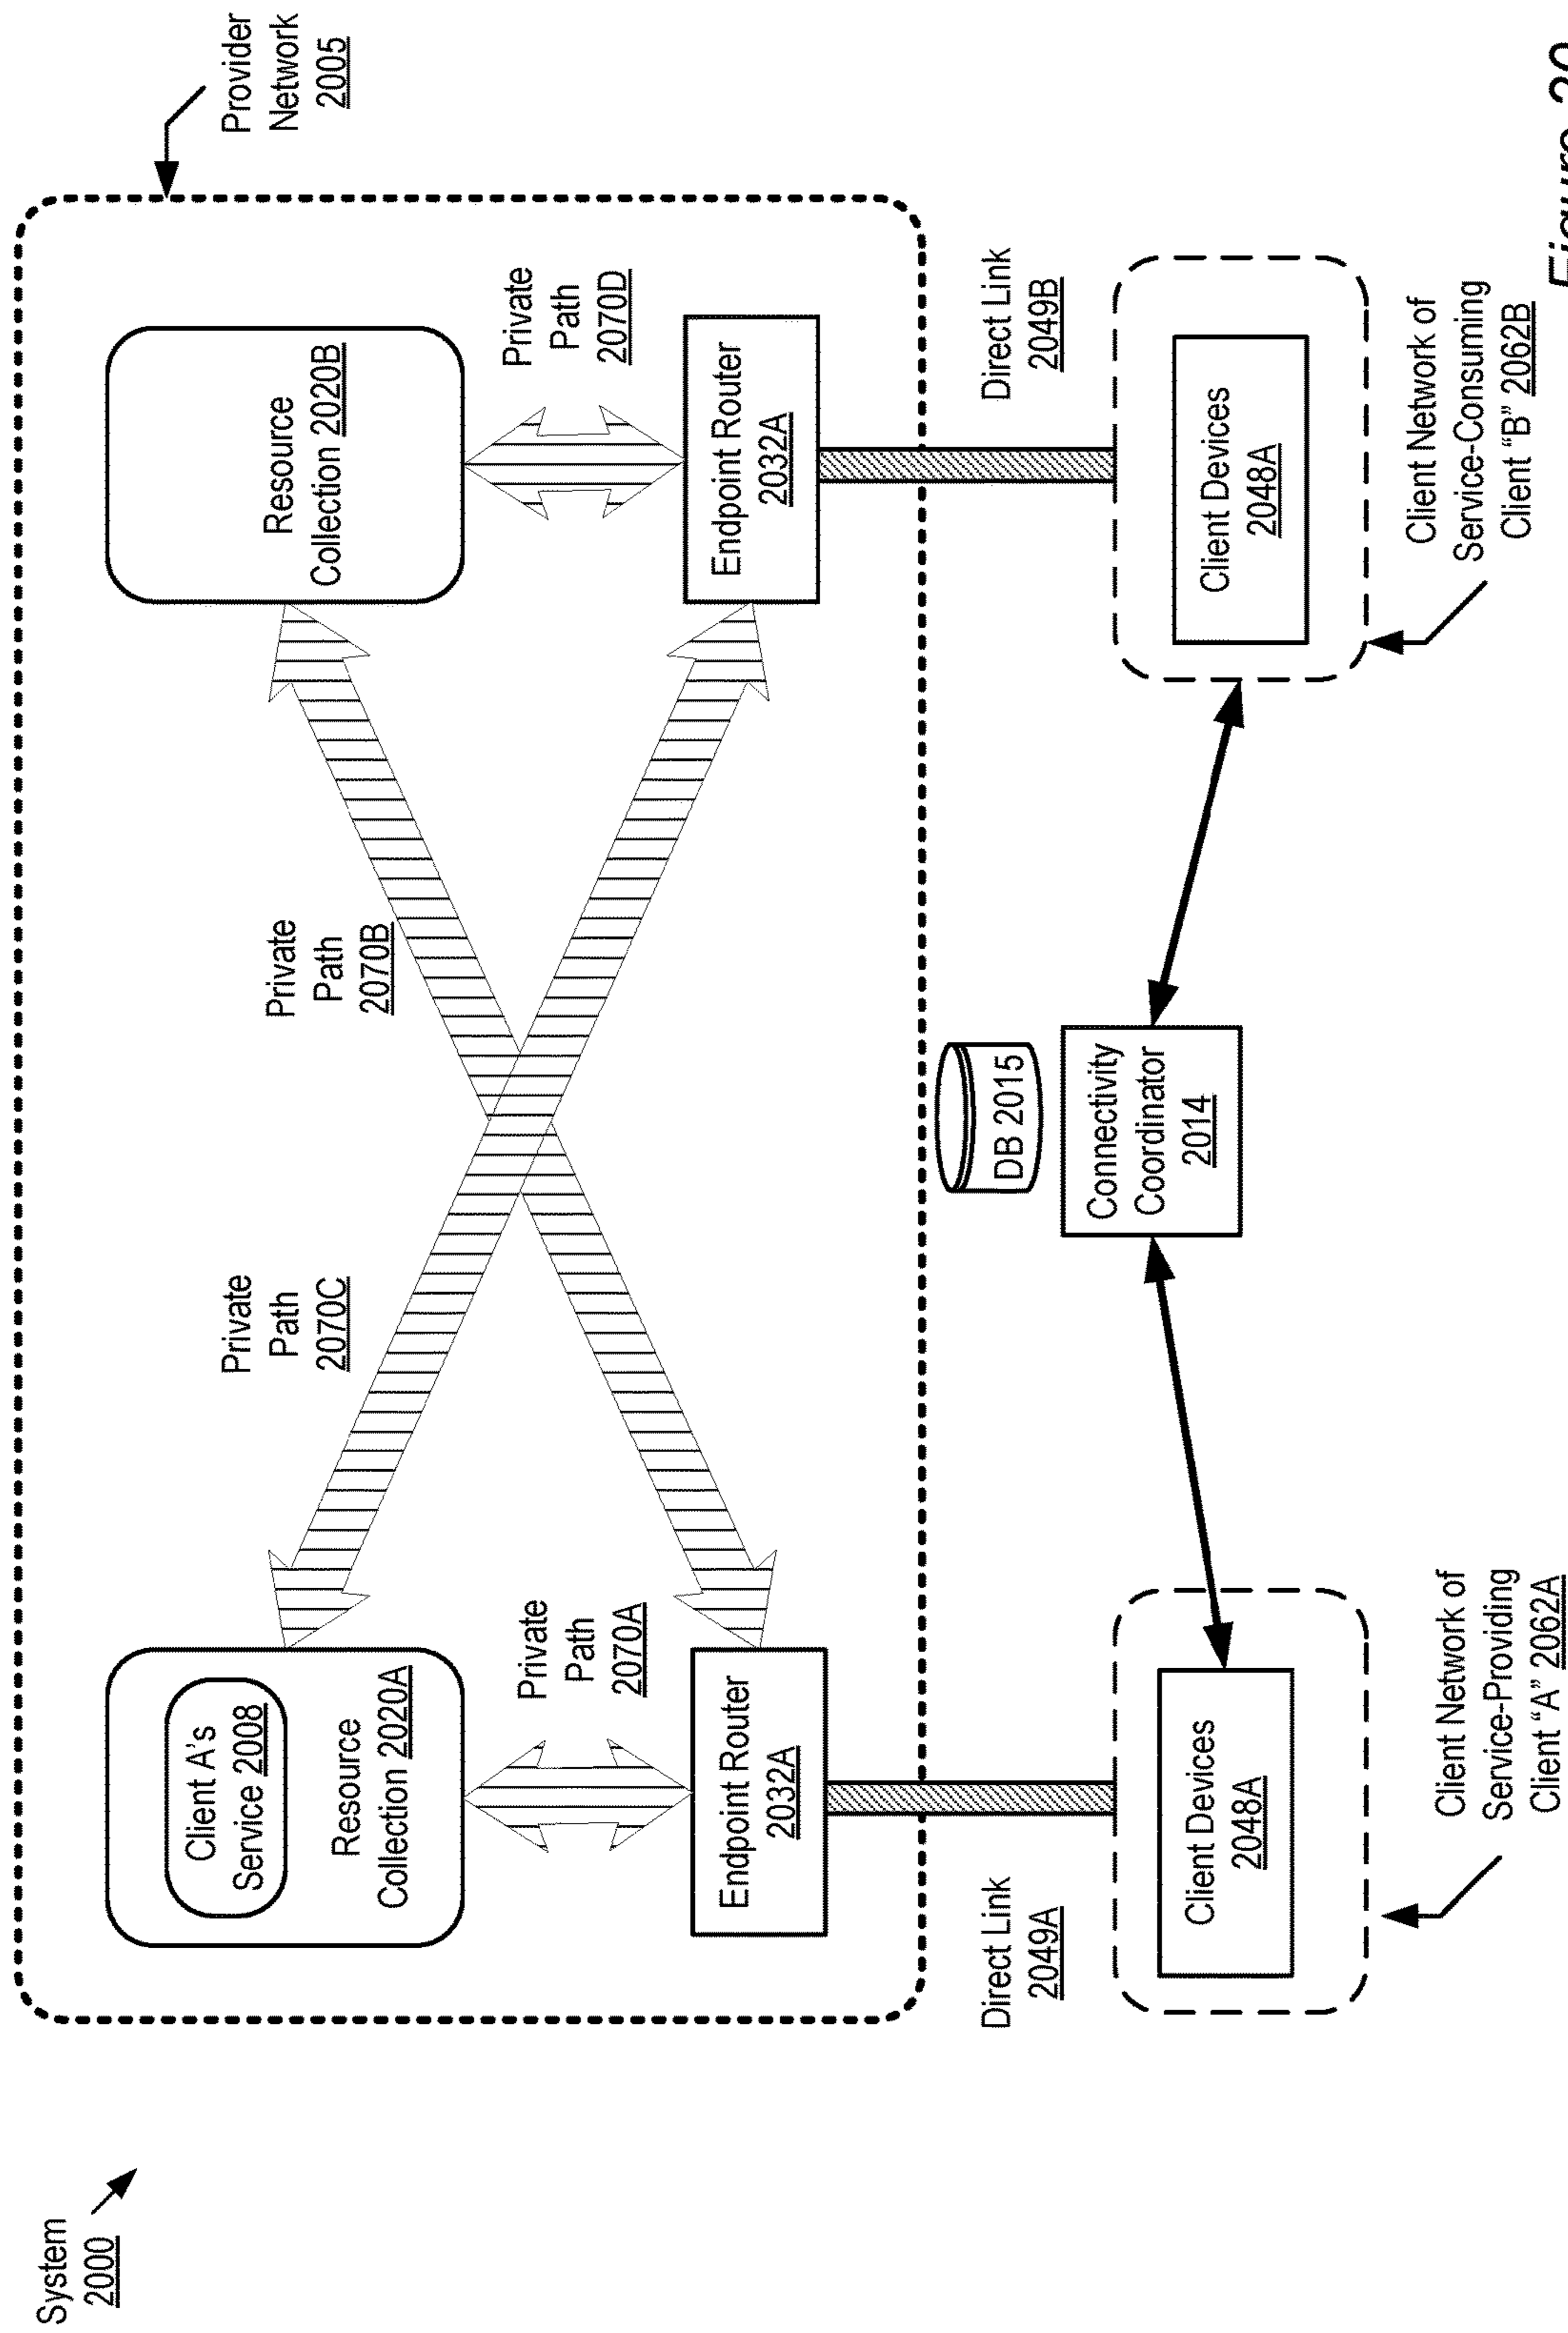 System
2000
Provider
Network
2005
Client A's
Service 2008
Resource
Collection 2020A
Resource
Collection 2020B
Private
Path
2070C
Private
Path
2070B
Private
Path
2070A
Private
Path
2070D
Endpoint Router
2032A
Endpoint Router
2032A
Direct Link
2049A
DB 2015
Direct Link
2049B
Connectivity
Coordinator
2014
Client Devices
2048A
Client Devices
2048A
Client Network of
Service-Providing
Client “A” 2062A
Client Network of
Service-Consuming
Client “B” 2062B
Figure 20